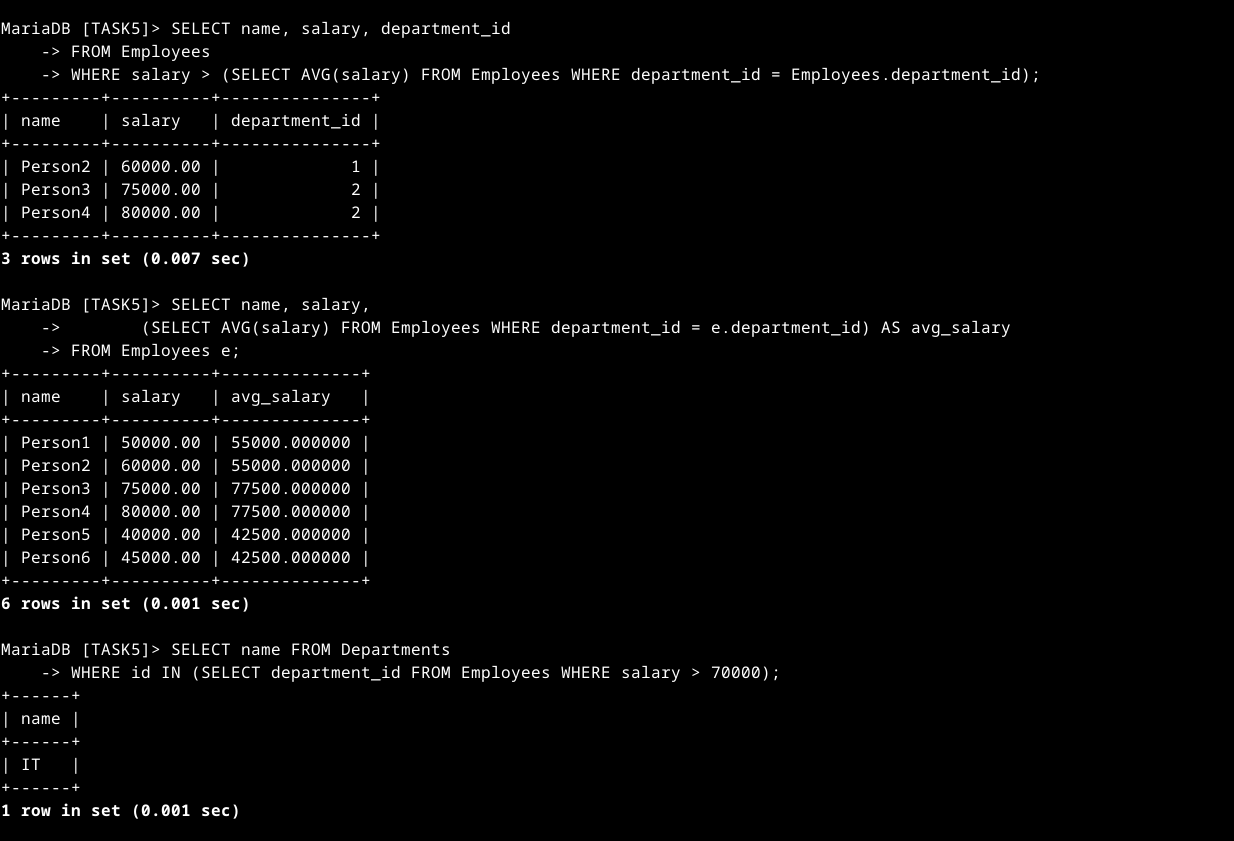 MariaDB [TASK5]> SELECT name, salary, department_id
    -> FROM Employees
    -> WHERE salary > (SELECT AVG(salary) FROM Employees WHERE department_id = Employees.department_id);
+---------+----------+---------------+
| name    | salary   | department_id |
+---------+----------+---------------+
| Person2 | 60000.00 |             1 |
| Person3 | 75000.00 |             2 |
| Person4 | 80000.00 |             2 |
+---------+----------+---------------+
3 rows in set (0.007 sec)

MariaDB [TASK5]> SELECT name, salary,
    ->        (SELECT AVG(salary) FROM Employees WHERE department_id = e.department_id) AS avg_salary
    -> FROM Employees e;
+---------+----------+--------------+
| name    | salary   | avg_salary   |
+---------+----------+--------------+
| Person1 | 50000.00 | 55000.000000 |
| Person2 | 60000.00 | 55000.000000 |
| Person3 | 75000.00 | 77500.000000 |
| Person4 | 80000.00 | 77500.000000 |
| Person5 | 40000.00 | 42500.000000 |
| Person6 | 45000.00 | 42500.000000 |
+---------+----------+--------------+
6 rows in set (0.001 sec)

MariaDB [TASK5]> SELECT name FROM Departments
    -> WHERE id IN (SELECT department_id FROM Employees WHERE salary > 70000);
+------+
| name |
+------+
| IT   |
+------+
1 row in set (0.001 sec)